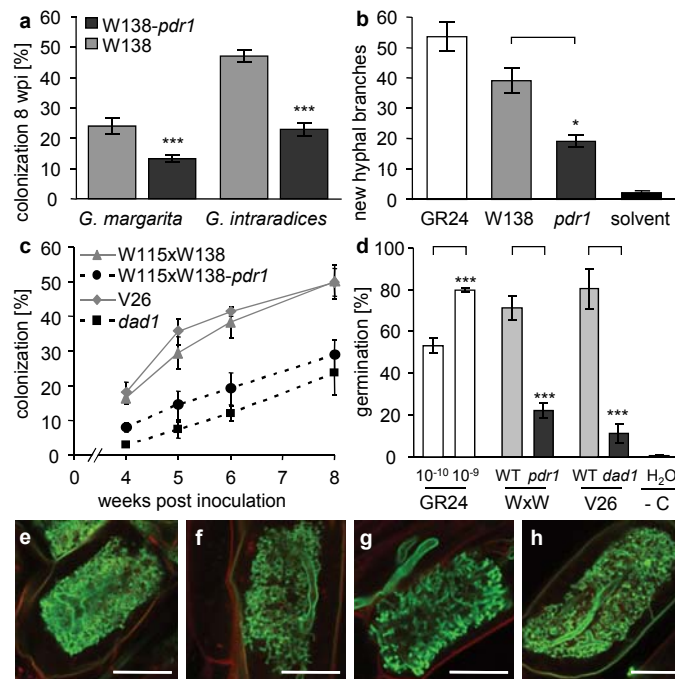 a
W138-pdr1
W138
colonization 8 wpi [%]
60
50
40
30
20
10
0
***
***
G. margarita
G. intraradices
b
new hyphal branches
60
50
40
30
20
10
0
*
GR24
W138
pdr1
solvent
c
W115xW138
W115xW138-pdr1
V26
dad1
colonization [%]
60
50
40
30
20
10
0
0
4
5
6
8
weeks post inoculation
d
germination [%]
100
80
60
40
20
0
***
***
***
10-10 10-9
WT pdr1
WT dad1
H2O
GR24
WxW
V26
- C
e
f
g
h